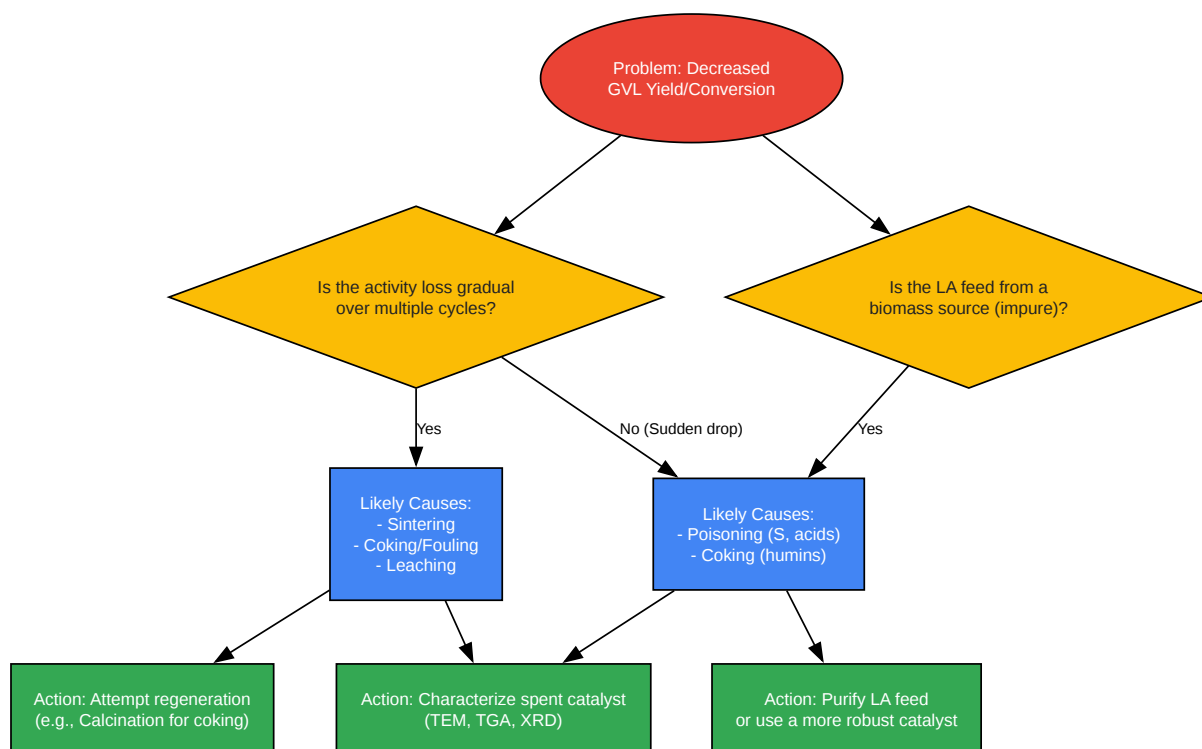 Problem: Decreased
GVL Yield/Conversion
Is the activity loss gradual
over multiple cycles?
Is the LA feed from a
biomass source (impure)?
Yes
No (Sudden drop)
Yes
Likely Causes:
- Sintering
- Coking/Fouling
- Leaching
Likely Causes:
- Poisoning (S, acids)
- Coking (humins)
Action: Attempt regeneration
(e.g., Calcination for coking)
Action: Characterize spent catalyst
(TEM, TGA, XRD)
Action: Purify LA feed
or use a more robust catalyst